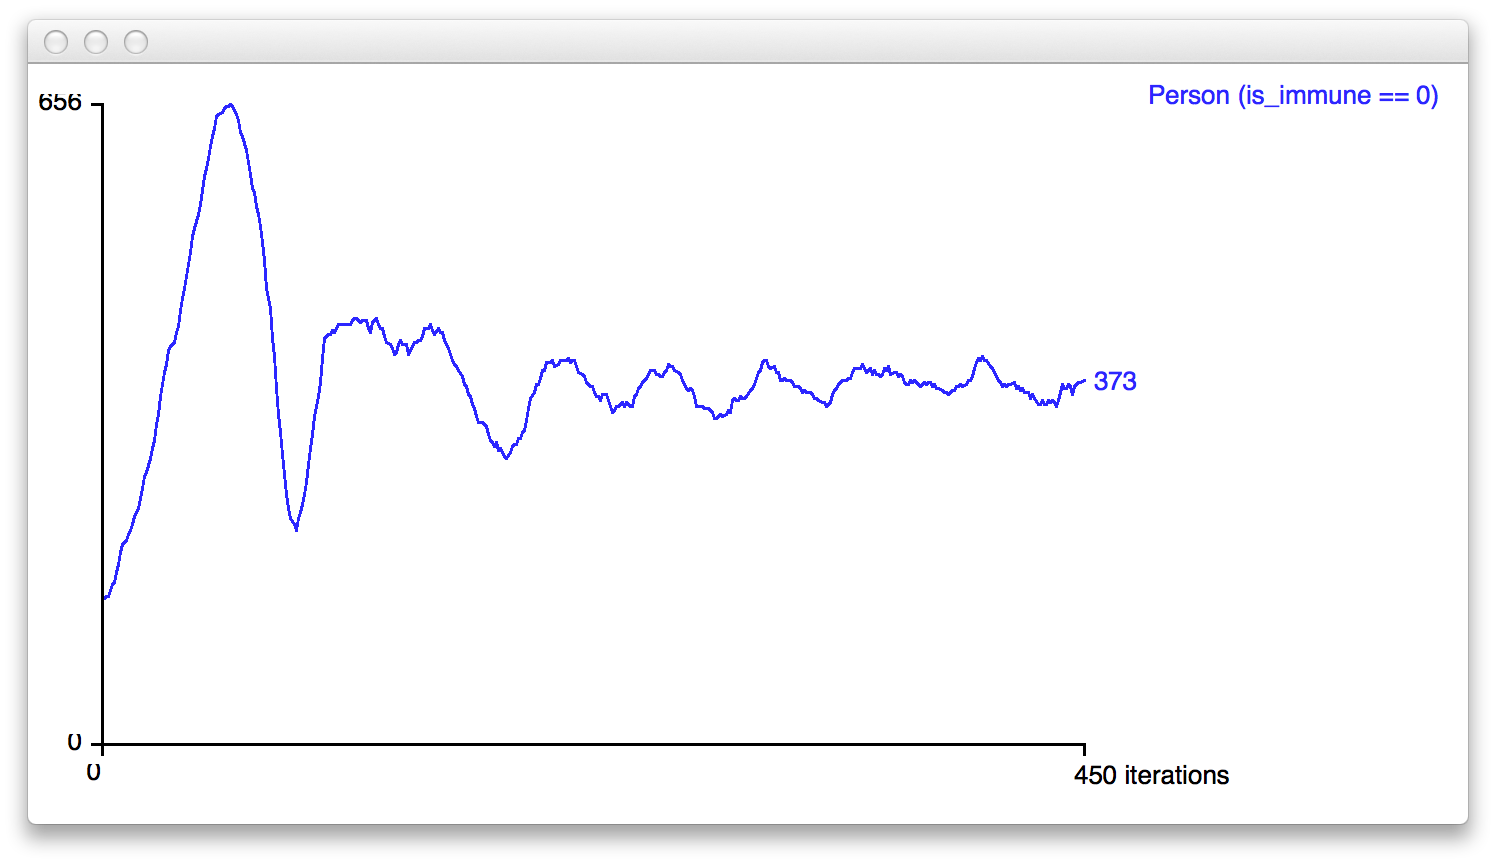 656
Person (is_immune == 0)
373
0
0
450 iterations